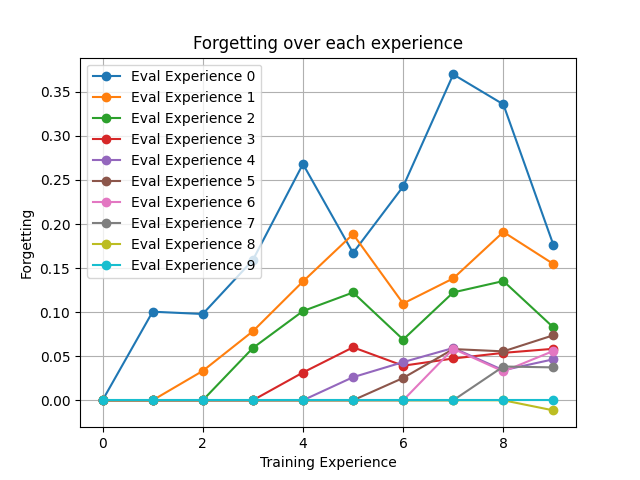 Forgetting over each experience
Eval Experience 0
Eval Experience 1
Eval Experience 2
Eval Experience 3
Eval Experience 4
Eval Experience 5
Eval Experience 6
Eval Experience 7
Eval Experience 8
Eval Experience 9
0.35
0.30
0.25
0.20
0.15
0.10
0.05
0.00
Forgetting
0 2 4 6 8
Training Experience